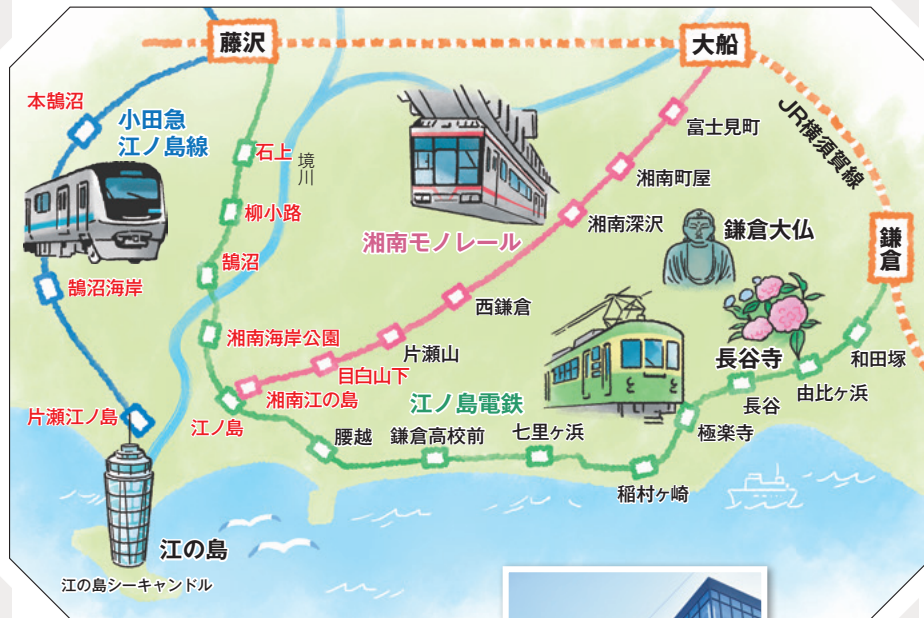 藤沢
大船
本鵠沼
小田急
江ノ島線
石上
境川
富士見町
JR横須賀線
湘南町屋
柳小路
湘南深沢
鎌倉大仏
鎌倉
湘南モノレール
鵠沼
鵠沼海岸
西鎌倉
湘南海岸公園
片瀬山
長谷寺
和田塚
目白山下
由比ヶ浜
湘南江の島
江ノ島電鉄
長谷
片瀬江ノ島
江ノ島
腰越
鎌倉高校前
七里ヶ浜
極楽寺
稲村ヶ崎
江の島
江の島シーキャンドル